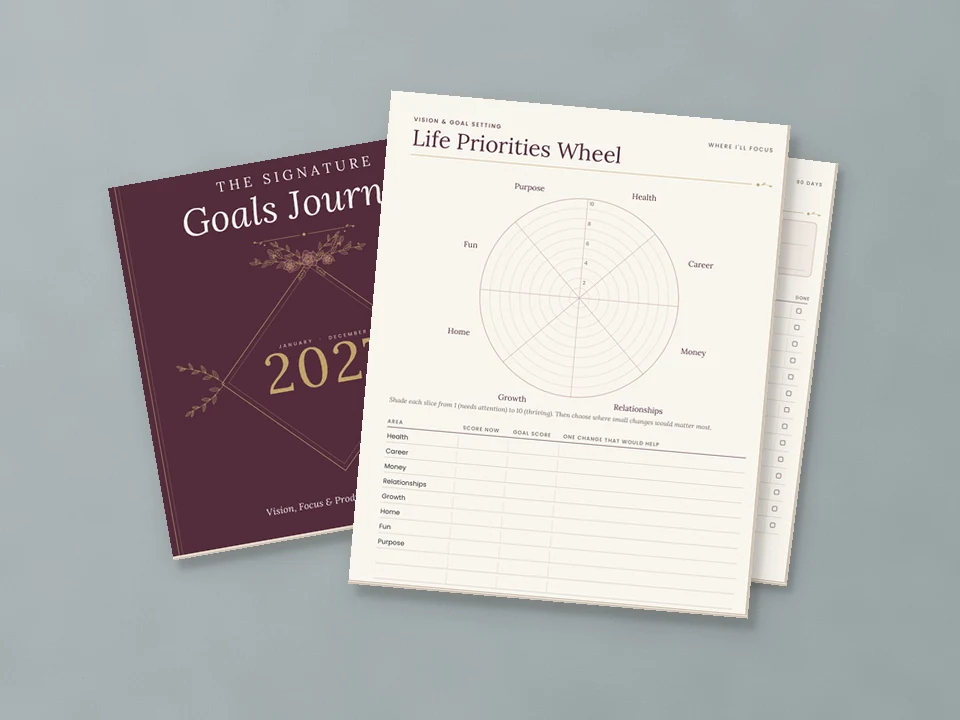 THE SIGNATURE
Goals Journ
JANUARY · DECEMBER
202
Vision, Focus & Prod
VISION & GOAL SETTING
Life Priorities Wheel
WHERE I'LL FOCUS
Purpose
Health
Fun
Career
Home
Money
Growth
Relationships
10
8
6
4
2
Shade each slice from 1 (needs attention) to 10 (thriving). Then choose where small changes would matter most.
AREA SCORE NOW GOAL SCORE ONE CHANGE THAT WOULD HELP
Health
Career
Money
Relationships
Growth
Home
Fun
Purpose
90 DAYS
DONE